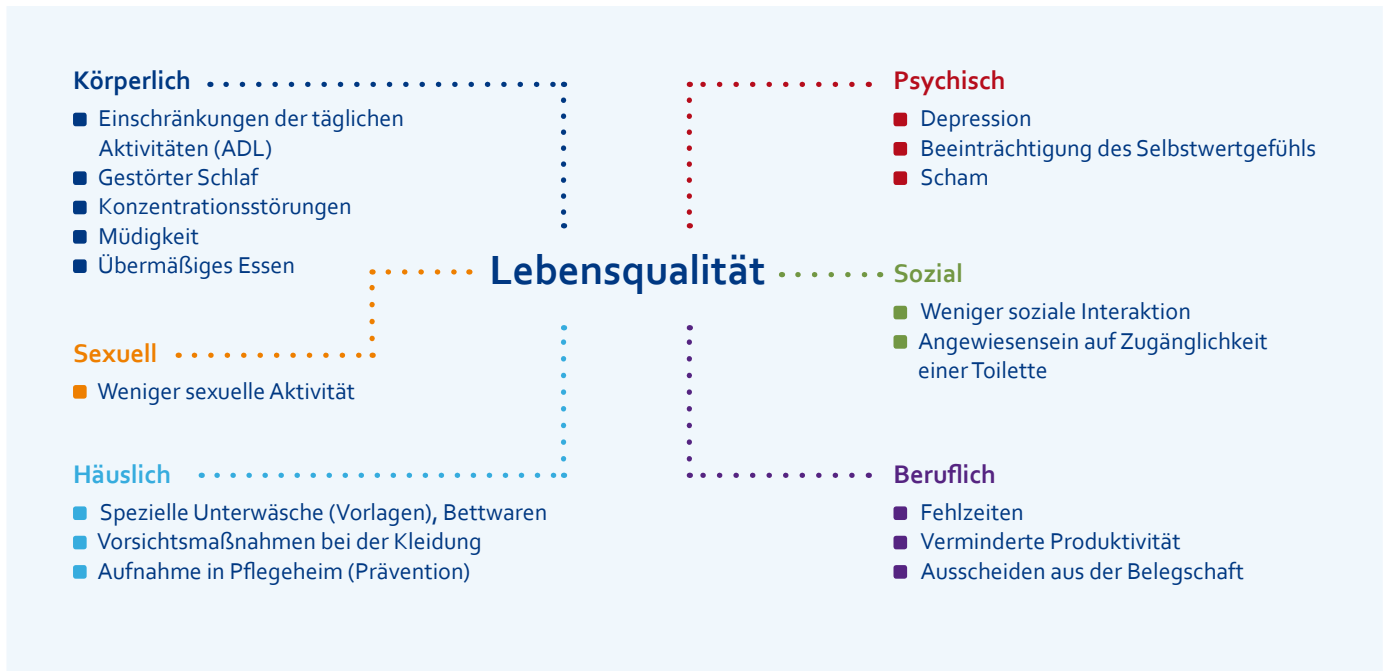 Körperlich
Einschränkungen der täglichen
Aktivitäten (ADL)
Gestörter Schlaf
Konzentrationsstörungen
Müdigkeit
Übermäßiges Essen
Psychisch
Depression
Beeinträchtigung des Selbstwertgefühls
Scham
Lebensqualität
Sozial
Weniger soziale Interaktion
Angewiesensein auf Zugänglichkeit
einer Toilette
Sexuell
Weniger sexuelle Aktivität
Häuslich
Spezielle Unterwäsche (Vorlagen), Bettwaren
Vorsichtsmaßnahmen bei der Kleidung
Aufnahme in Pflegeheim (Prävention)
Beruflich
Fehlzeiten
Verminderte Produktivität
Ausscheiden aus der Belegschaft